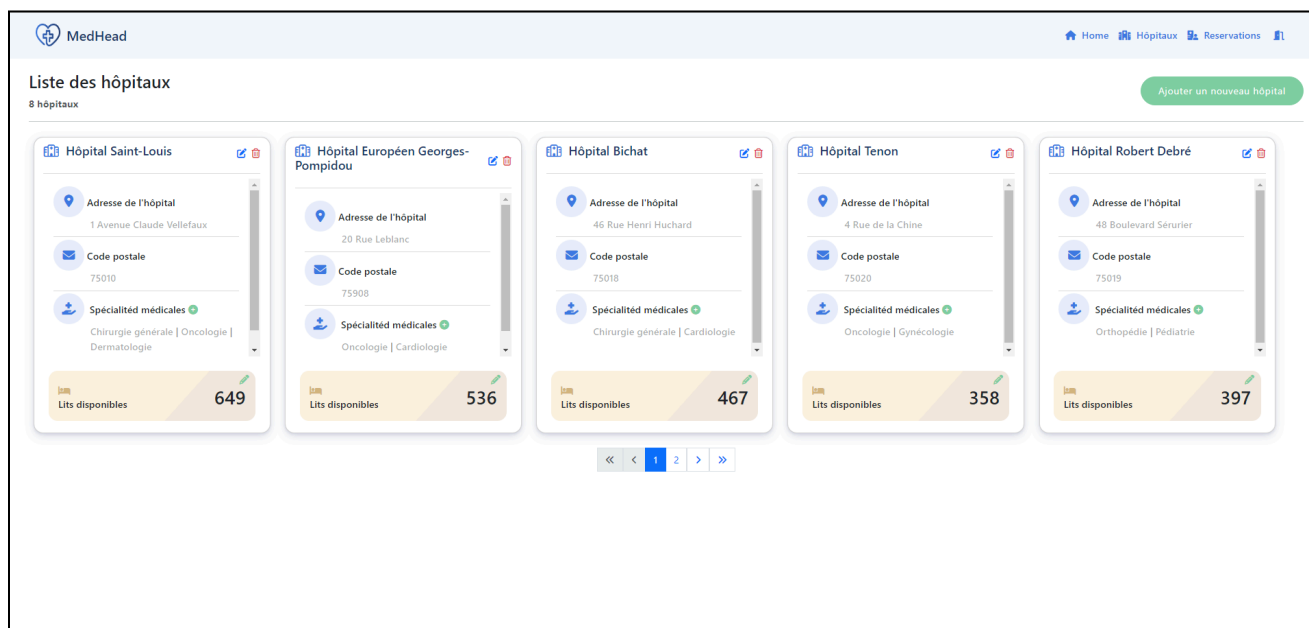 MedHead
Home Hôpitaux Reservations
Liste des hôpitaux
8 hôpitaux
Ajouter un nouveau hôpital
Hôpital Saint-Louis
Adresse de l'hôpital
1 Avenue Claude Vellefaux
Code postale
75010
Spécialitéd médicales
Chirurgie générale | Oncologie |
Dermatologie
Lits disponibles
649
Hôpital Européen Georges-
Pompidou
Adresse de l'hôpital
20 Rue Leblanc
Code postale
75908
Spécialitéd médicales
Oncologie | Cardiologie
Lits disponibles
536
Hôpital Bichat
Adresse de l'hôpital
46 Rue Henri Huchard
Code postale
75018
Spécialitéd médicales
Chirurgie générale | Cardiologie
Lits disponibles
467
Hôpital Tenon
Adresse de l'hôpital
4 Rue de la Chine
Code postale
75020
Spécialitéd médicales
Oncologie | Gynécologie
Lits disponibles
358
Hôpital Robert Debré
Adresse de l'hôpital
48 Boulevard Sérurier
Code postale
75019
Spécialitéd médicales
Orthopédie | Pédiatrie
Lits disponibles
397
« ‹ 1 2 › »